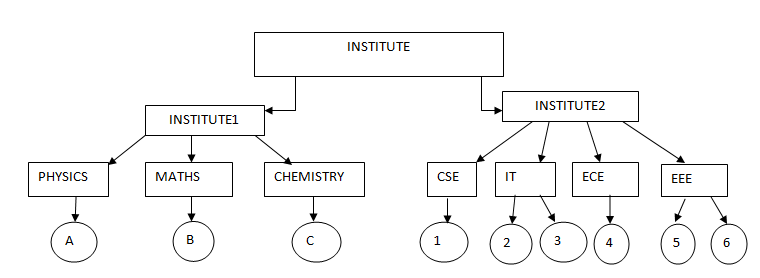 INSTITUTE
INSTITUTE1
INSTITUTE2
PHYSICS
MATHS
CHEMISTRY
CSE
IT
ECE
EEE
A
B
C
1
2
3
4
5
6